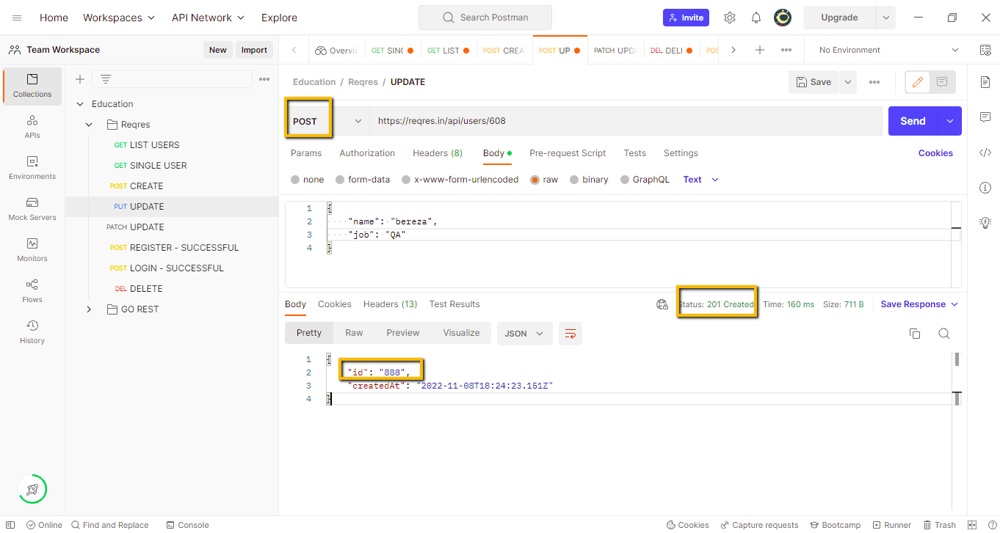 Home Workspaces API Network Explore Search Postman Invite Upgrade
Team Workspace New Import Overvie GET SING GET LIST POST CREA POST UP PATCH UPD DEL DELI POS No Environment
Collections
APIs
Environments
Mock Servers
Monitors
Flows
History
Education
Reqres
GET LIST USERS
GET SINGLE USER
POST CREATE
PUT UPDATE
PATCH UPDATE
POST REGISTER - SUCCESSFUL
POST LOGIN - SUCCESSFUL
DEL DELETE
GO REST
Education / Reqres / UPDATE Save
POST https://reqres.in/api/users/608 Send
Params Authorization Headers (8) Body Pre-request Script Tests Settings Cookies
none form-data x-www-form-urlencoded raw binary GraphQL Text
1 {
2 "name": "bereza",
3 "job": "QA"
4 }
Body Cookies Headers (13) Test Results Status: 201 Created Time: 160 ms Size: 711 B Save Response
Pretty Raw Preview Visualize JSON
1 {
2 "id": "888",
3 "createdAt": "2022-11-08T18:24:23.151Z"
4 }
Online Find and Replace Console Cookies Capture requests Bootcamp Runner Trash